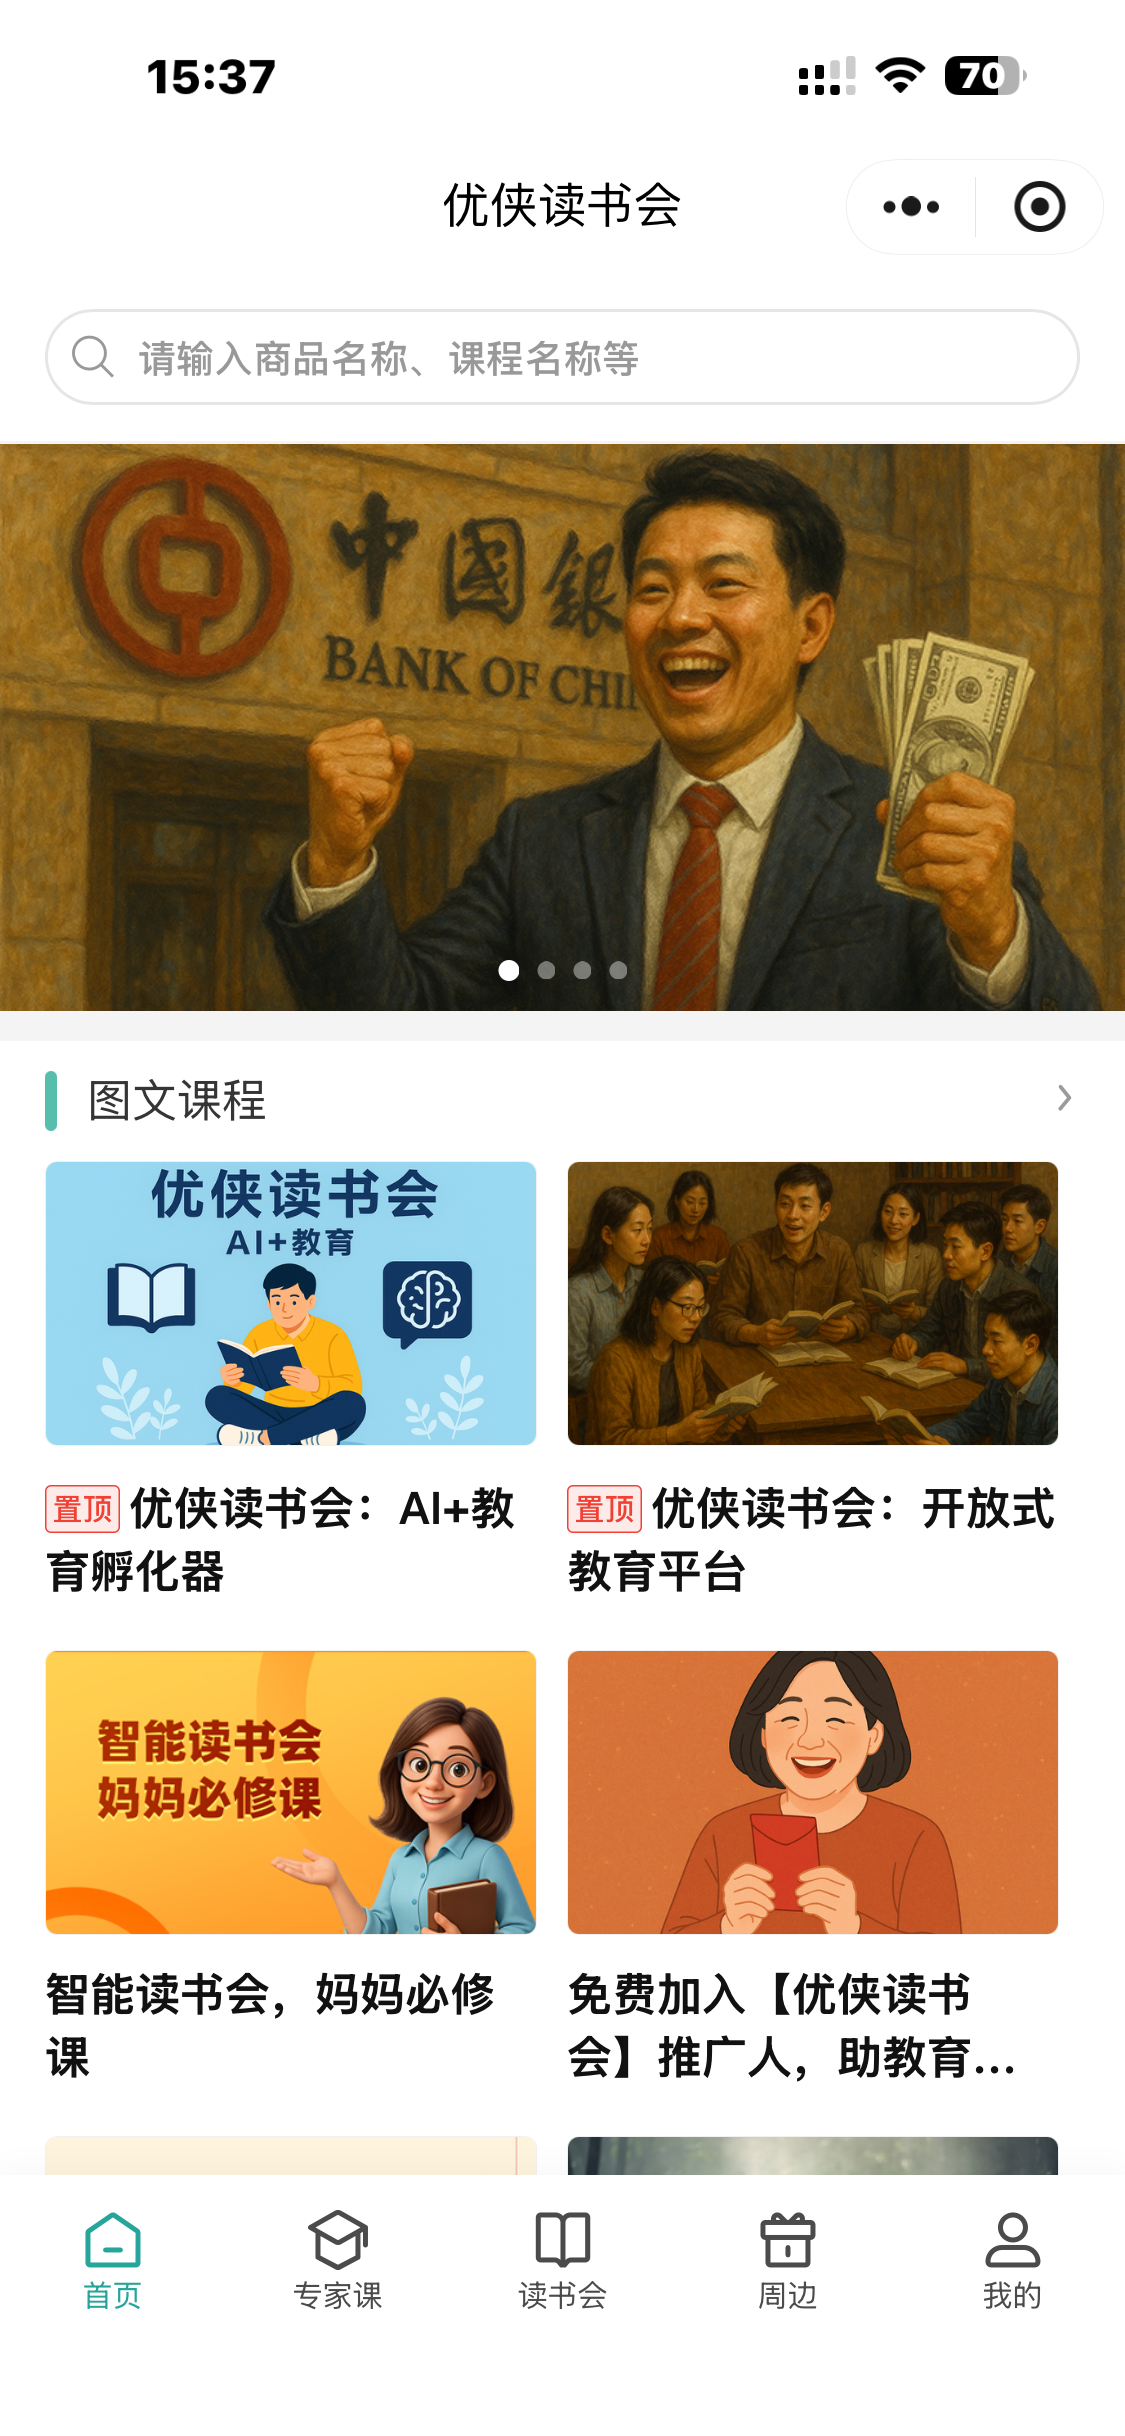 15:37
70
优侠读书会
请输入商品名称、课程名称等
中國銀
BANK OF CHI
图文课程
优侠读书会
AI+教育
置顶 优侠读书会：AI+教
育孵化器
置顶 优侠读书会：开放式
教育平台
智能读书会
妈妈必修课
智能读书会，妈妈必修
课
免费加入【优侠读书
会】推广人，助教育...
首页
专家课
读书会
周边
我的